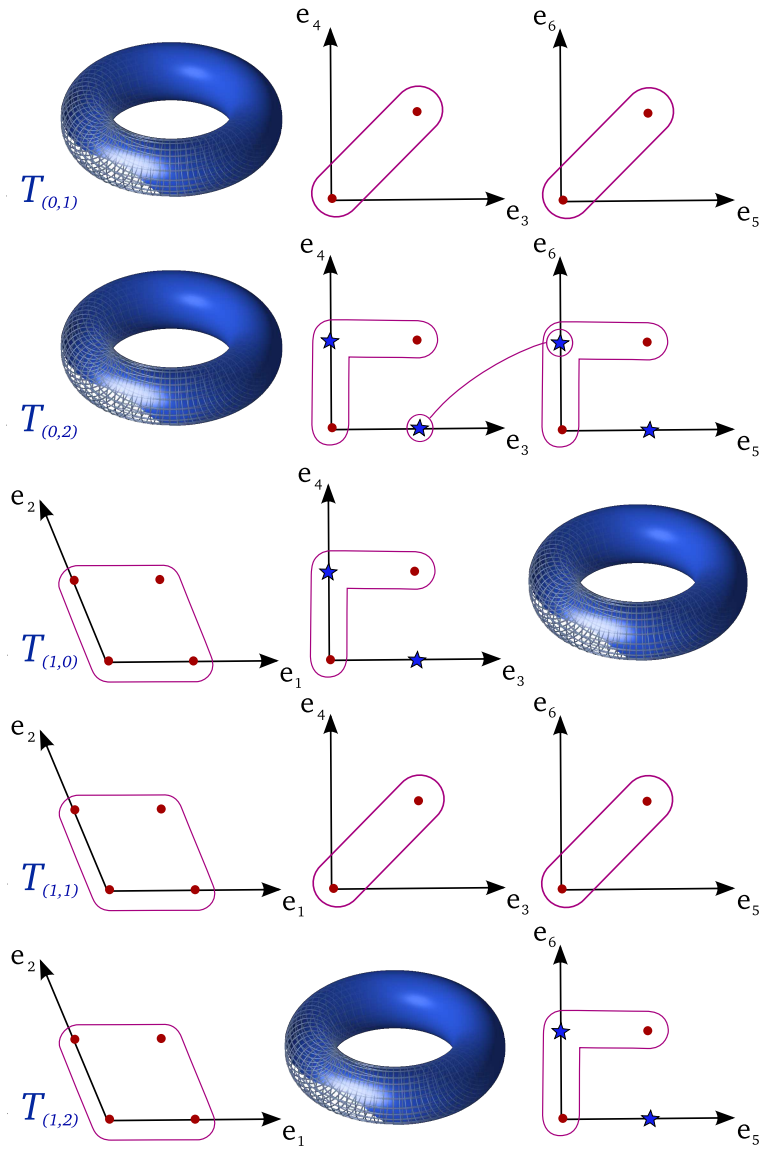 e4 e6
T(0,1) e3 e5
e4 e6
T(0,2) e3 e5
e2 e4
T(1,0) e1 e3
e2 e4 e6
T(1,1) e1 e3 e5
e2 e6
T(1,2) e1 e5